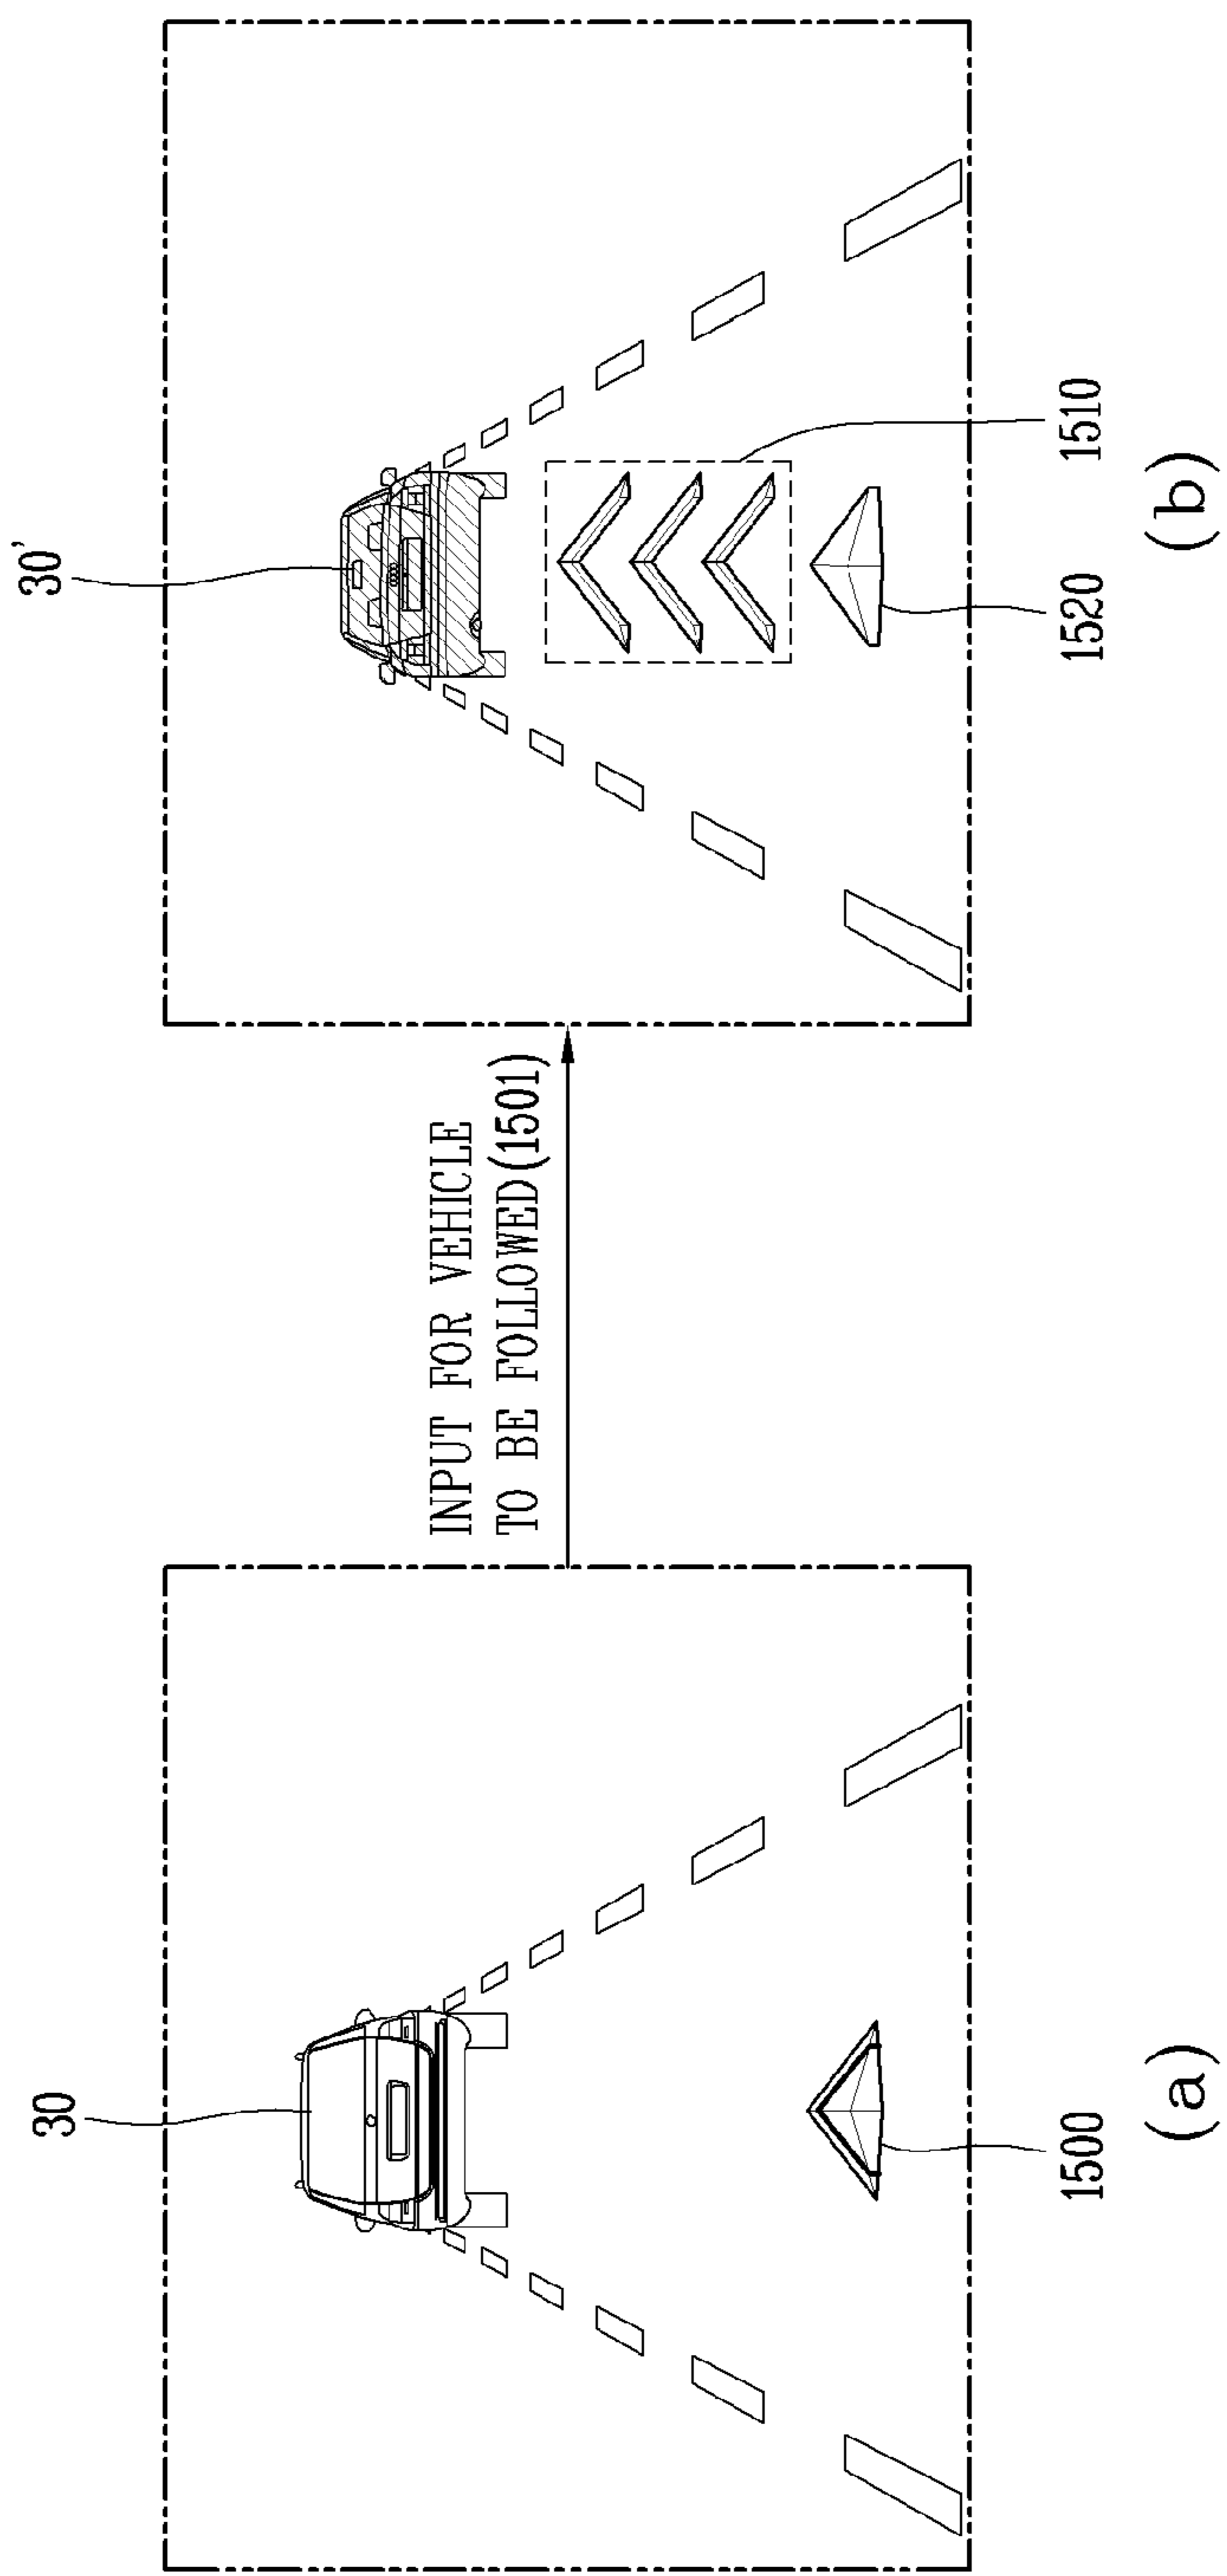 30
INPUT FOR VEHICLE
TO BE FOLLOWED(1501)
30'
1500
1520
1510
(a)
(b)